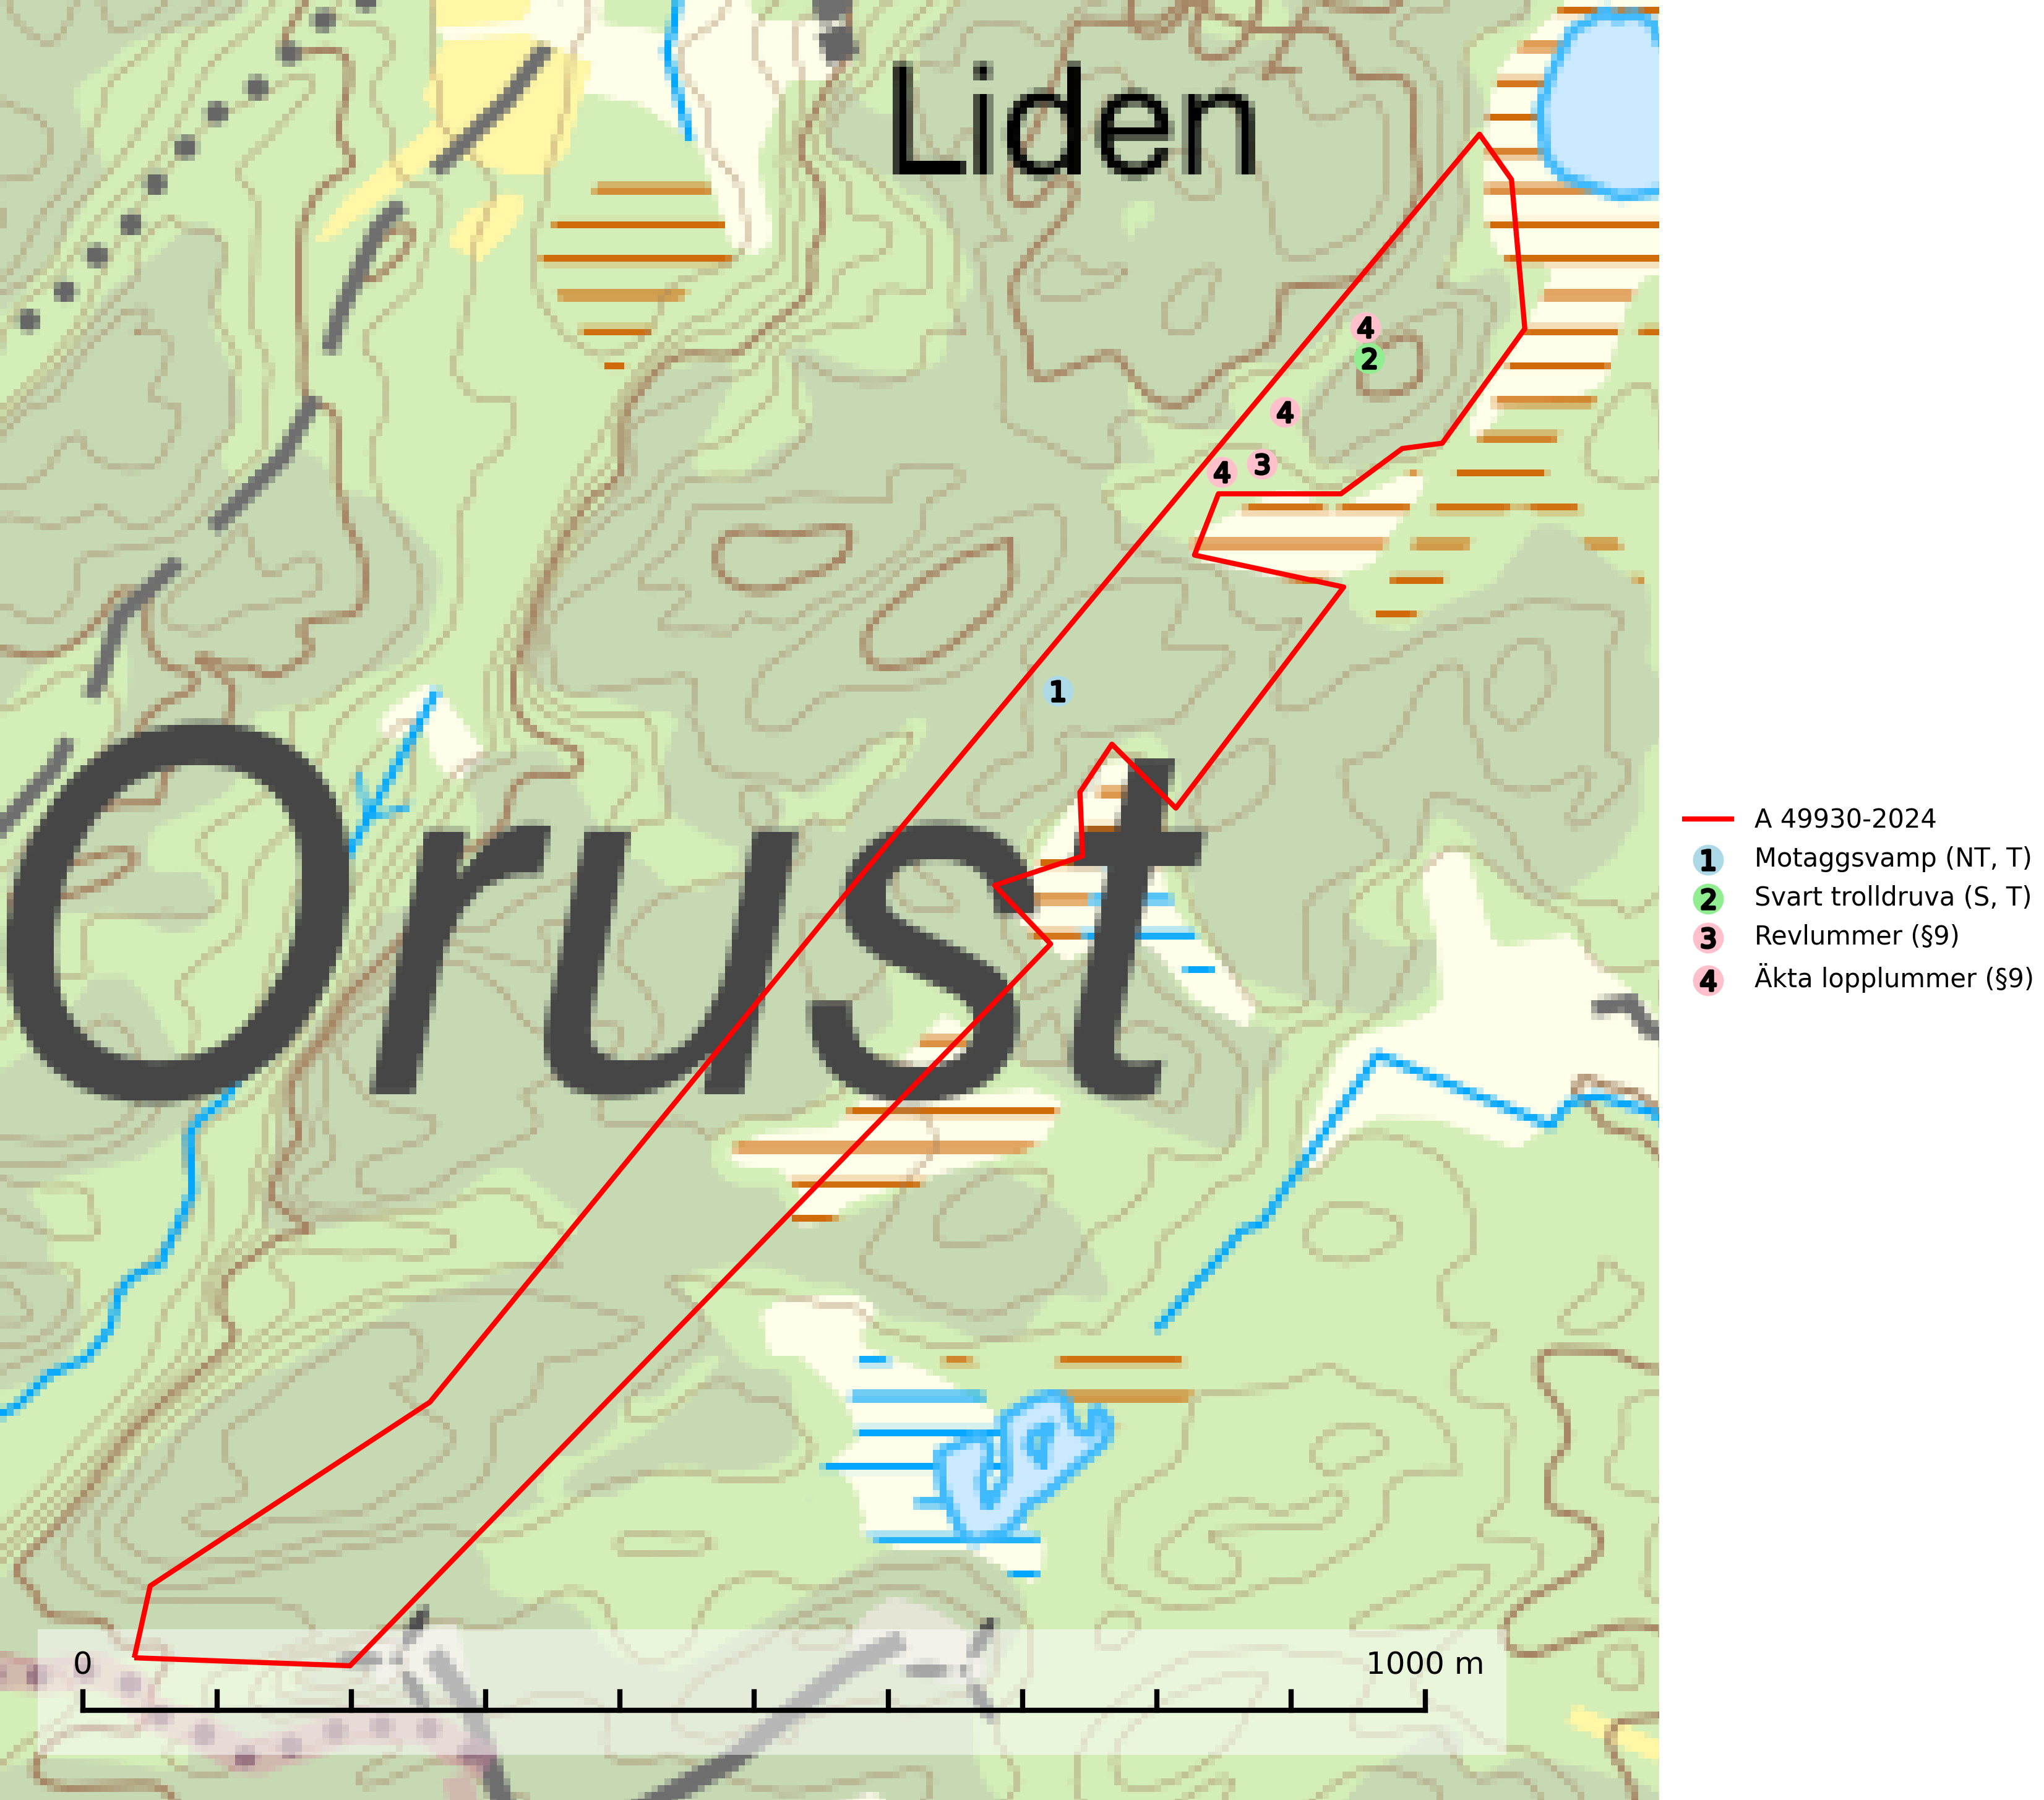 Liden
4
2
4
4 3
1
Orust
A 49930-2024
1 Motaggsvamp (NT, T)
2 Svart trolldruva (S, T)
3 Revlummer (§9)
4 Äkta lopplummer (§9)
0 1000 m